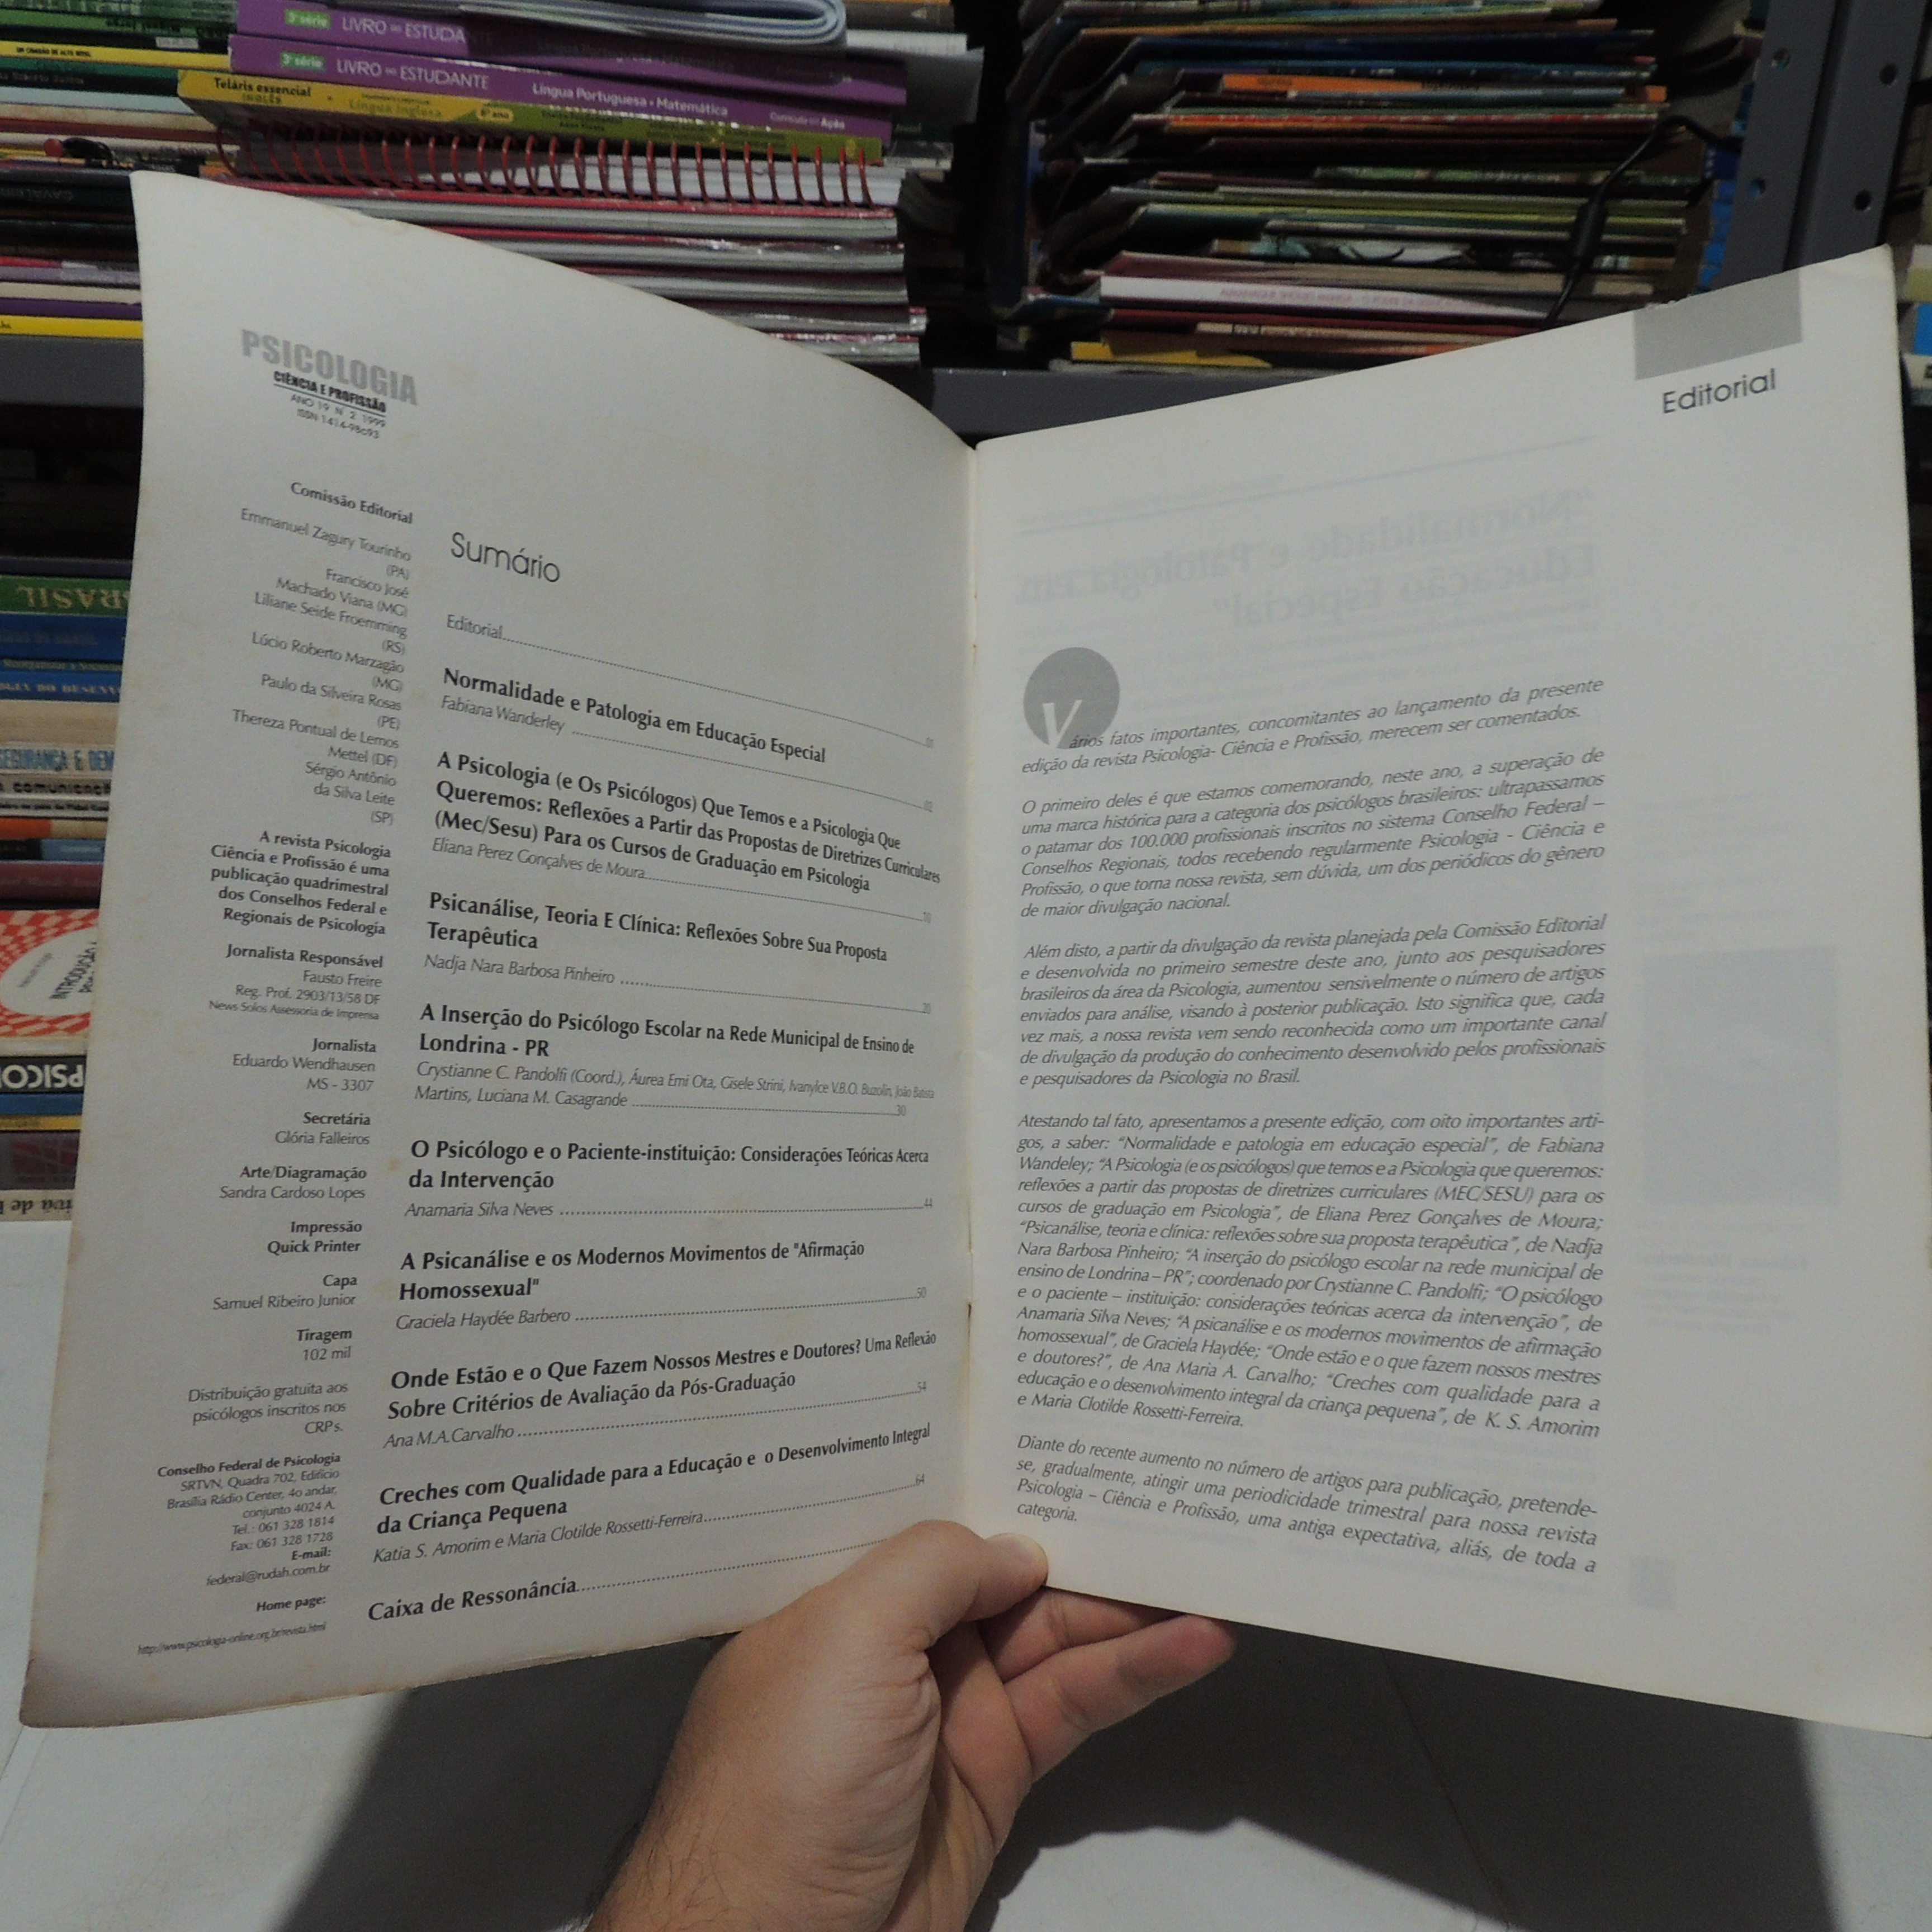 3ª série LIVRO DO ESTUDANTE
3ª série LIVRO DO ESTUDANTE Língua Portuguesa • Matemática
Teláris essencial
INGLÊS
Língua Inglesa
8º ano
BRASIL
PSICOLOGIA
CIÊNCIA E PROFISSÃO
ANO 19 N 2 1999
Comissão Editorial
Emmanuel Zagury Tourinho
(PA)
Francisco José
Machado Viana (MG)
Liliane Seide Froemming
(RS)
Lúcio Roberto Marzagão
(MG)
Paulo da Silveira Rosas
(PE)
Thereza Pontual de Lemos
Mettel (DF)
Sérgio Antônio
da Silva Leite
(SP)
A revista Psicologia
Ciência e Profissão é uma
publicação quadrimestral
dos Conselhos Federal e
Regionais de Psicologia
Jornalista Responsável
Fausto Freire
Reg. Prof. 2903/13/58 DF
News Solos Assessoria de Imprensa
Jornalista
Eduardo Wendhausen
MS - 3307
Secretária
Glória Falleiros
Arte/Diagramação
Sandra Cardoso Lopes
Impressão
Quick Printer
Capa
Samuel Ribeiro Junior
Tiragem
102 mil
Distribuição gratuita aos
psicólogos inscritos nos
CRPs.
Conselho Federal de Psicologia
SRTVN, Quadra 702, Edifício
Brasília Rádio Center, 4o andar,
conjunto 4024 A.
Tel.: 061 328 1814
Fax: 061 328 1728
E-mail:
federal@rudah.com.br
Home page:
http://www.psicologia-online.org.br/revista.html
Sumário
Editorial 01
Normalidade e Patologia em Educação Especial
Fabiana Wanderley 02
A Psicologia (e Os Psicólogos) Que Temos e a Psicologia Que
Queremos: Reflexões a Partir das Propostas de Diretrizes Curriculares
(Mec/Sesu) Para os Cursos de Graduação em Psicologia
Eliana Perez Gonçalves de Moura 10
Psicanálise, Teoria E Clínica: Reflexões Sobre Sua Proposta
Terapêutica
Nadja Nara Barbosa Pinheiro 20
A Inserção do Psicólogo Escolar na Rede Municipal de Ensino de
Londrina - PR
Crystianne C. Pandolfi (Coord.), Áurea Emi Ota, Gisele Strini, Ivanylce V.B.O. Buzolin, João Batista
Martins, Luciana M. Casagrande 30
O Psicólogo e o Paciente-instituição: Considerações Teóricas Acerca
da Intervenção
Anamaria Silva Neves 44
A Psicanálise e os Modernos Movimentos de "Afirmação
Homossexual"
Graciela Haydée Barbero 50
Onde Estão e o Que Fazem Nossos Mestres e Doutores? Uma Reflexão
Sobre Critérios de Avaliação da Pós-Graduação
Ana M.A.Carvalho 54
Creches com Qualidade para a Educação e o Desenvolvimento Integral
da Criança Pequena
Katia S. Amorim e Maria Clotilde Rossetti-Ferreira 64
Caixa de Ressonância
Editorial
Vários fatos importantes, concomitantes ao lançamento da presente
edição da revista Psicologia- Ciência e Profissão, merecem ser comentados.
O primeiro deles é que estamos comemorando, neste ano, a superação de
uma marca histórica para a categoria dos psicólogos brasileiros: ultrapassamos
o patamar dos 100.000 profissionais inscritos no sistema Conselho Federal –
Conselhos Regionais, todos recebendo regularmente Psicologia - Ciência e
Profissão, o que torna nossa revista, sem dúvida, um dos periódicos do gênero
de maior divulgação nacional.
Além disto, a partir da divulgação da revista planejada pela Comissão Editorial
e desenvolvida no primeiro semestre deste ano, junto aos pesquisadores
brasileiros da área da Psicologia, aumentou sensivelmente o número de artigos
enviados para análise, visando à posterior publicação. Isto significa que, cada
vez mais, a nossa revista vem sendo reconhecida como um importante canal
de divulgação da produção do conhecimento desenvolvido pelos profissionais
e pesquisadores da Psicologia no Brasil.
Atestando tal fato, apresentamos a presente edição, com oito importantes arti-
gos, a saber: "Normalidade e patologia em educação especial", de Fabiana
Wandeley; "A Psicologia (e os psicólogos) que temos e a Psicologia que queremos:
reflexões a partir das propostas de diretrizes curriculares (MEC/SESU) para os
cursos de graduação em Psicologia", de Eliana Perez Gonçalves de Moura;
"Psicanálise, teoria e clínica: reflexões sobre sua proposta terapêutica", de Nadja
Nara Barbosa Pinheiro; "A inserção do psicólogo escolar na rede municipal de
ensino de Londrina – PR"; coordenado por Crystianne C. Pandolfi; "O psicólogo
e o paciente – instituição: considerações teóricas acerca da intervenção", de
Anamaria Silva Neves; "A psicanálise e os modernos movimentos de afirmação
homossexual", de Graciela Haydée; "Onde estão e o que fazem nossos mestres
e doutores?", de Ana Maria A. Carvalho; "Creches com qualidade para a
educação e o desenvolvimento integral da criança pequena", de K. S. Amorim
e Maria Clotilde Rossetti-Ferreira.
Diante do recente aumento no número de artigos para publicação, pretende-
se, gradualmente, atingir uma periodicidade trimestral para nossa revista
Psicologia – Ciência e Profissão, uma antiga expectativa, aliás, de toda a
categoria.